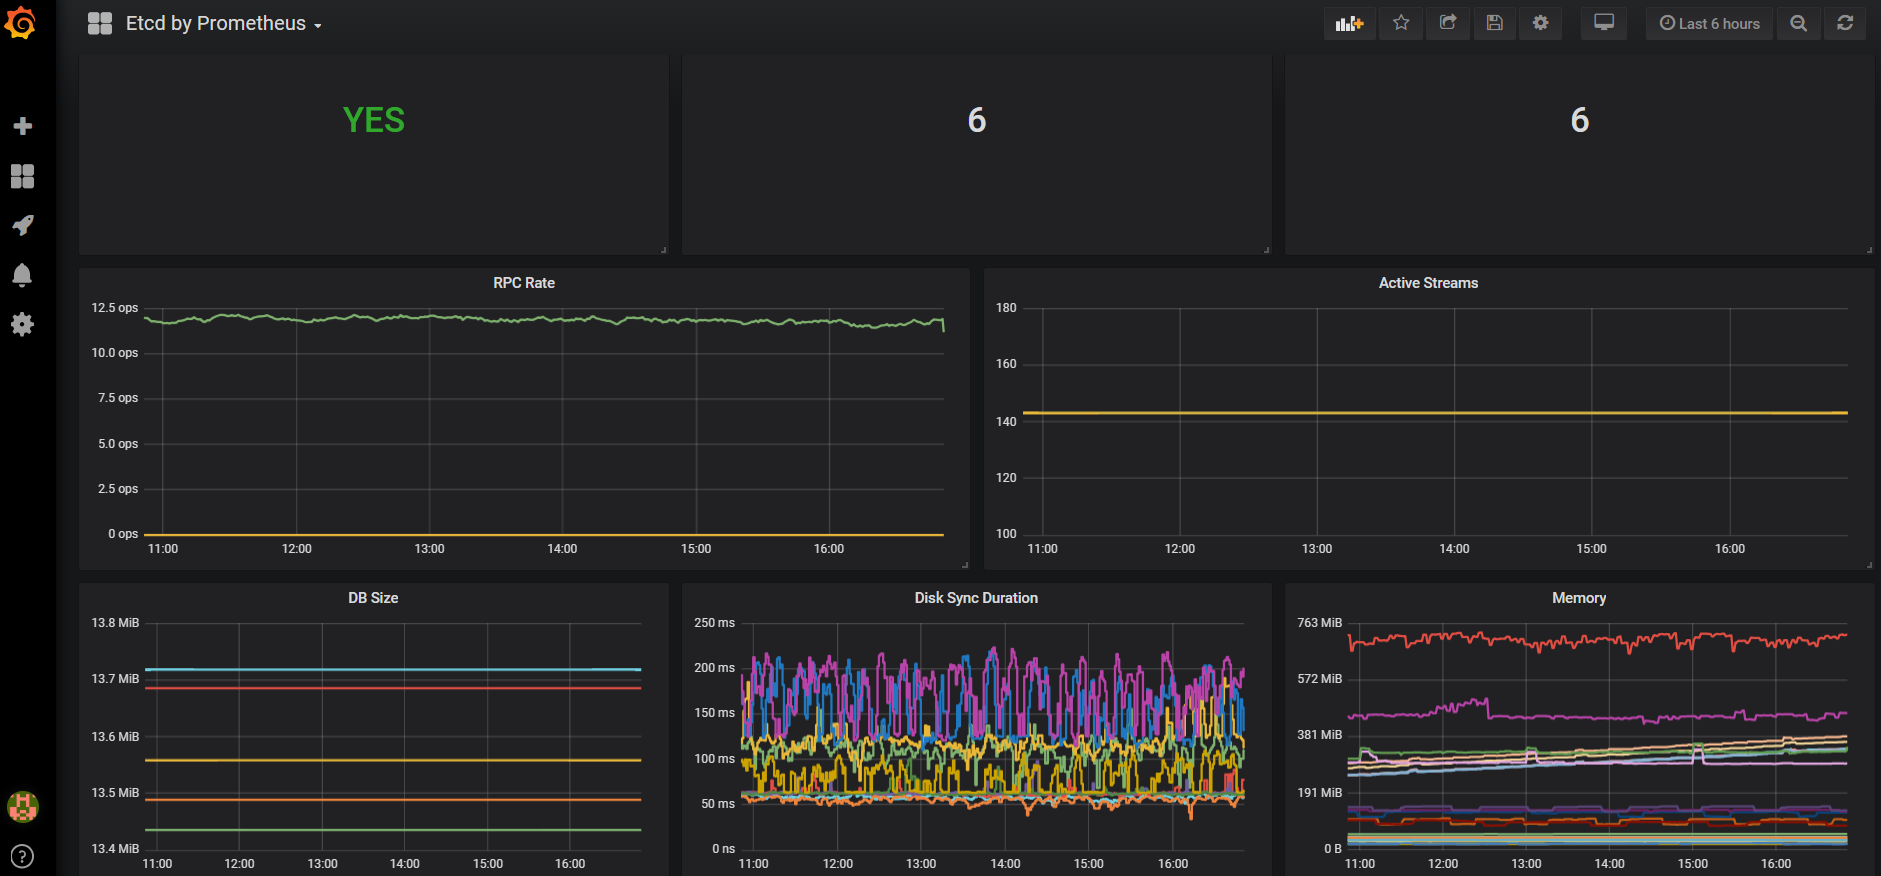 Etcd by Prometheus
Last 6 hours
YES
6
6
RPC Rate
12.5 ops
10.0 ops
7.5 ops
5.0 ops
2.5 ops
0 ops
11:00 12:00 13:00 14:00 15:00 16:00
Active Streams
180
160
140
120
100
11:00 12:00 13:00 14:00 15:00 16:00
DB Size
13.8 MiB
13.7 MiB
13.6 MiB
13.5 MiB
13.4 MiB
11:00 12:00 13:00 14:00 15:00 16:00
Disk Sync Duration
250 ms
200 ms
150 ms
100 ms
50 ms
0 ns
11:00 12:00 13:00 14:00 15:00 16:00
Memory
763 MiB
572 MiB
381 MiB
191 MiB
0 B
11:00 12:00 13:00 14:00 15:00 16:00